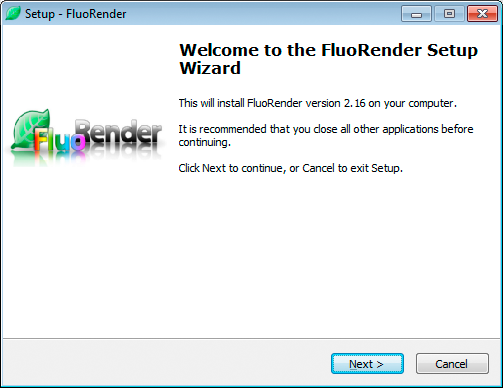 Setup - FluoRender
Welcome to the FluoRender Setup
Wizard
This will install FluoRender version 2.16 on your computer.
It is recommended that you close all other applications before
continuing.
Click Next to continue, or Cancel to exit Setup.
FluoRender
Next >
Cancel